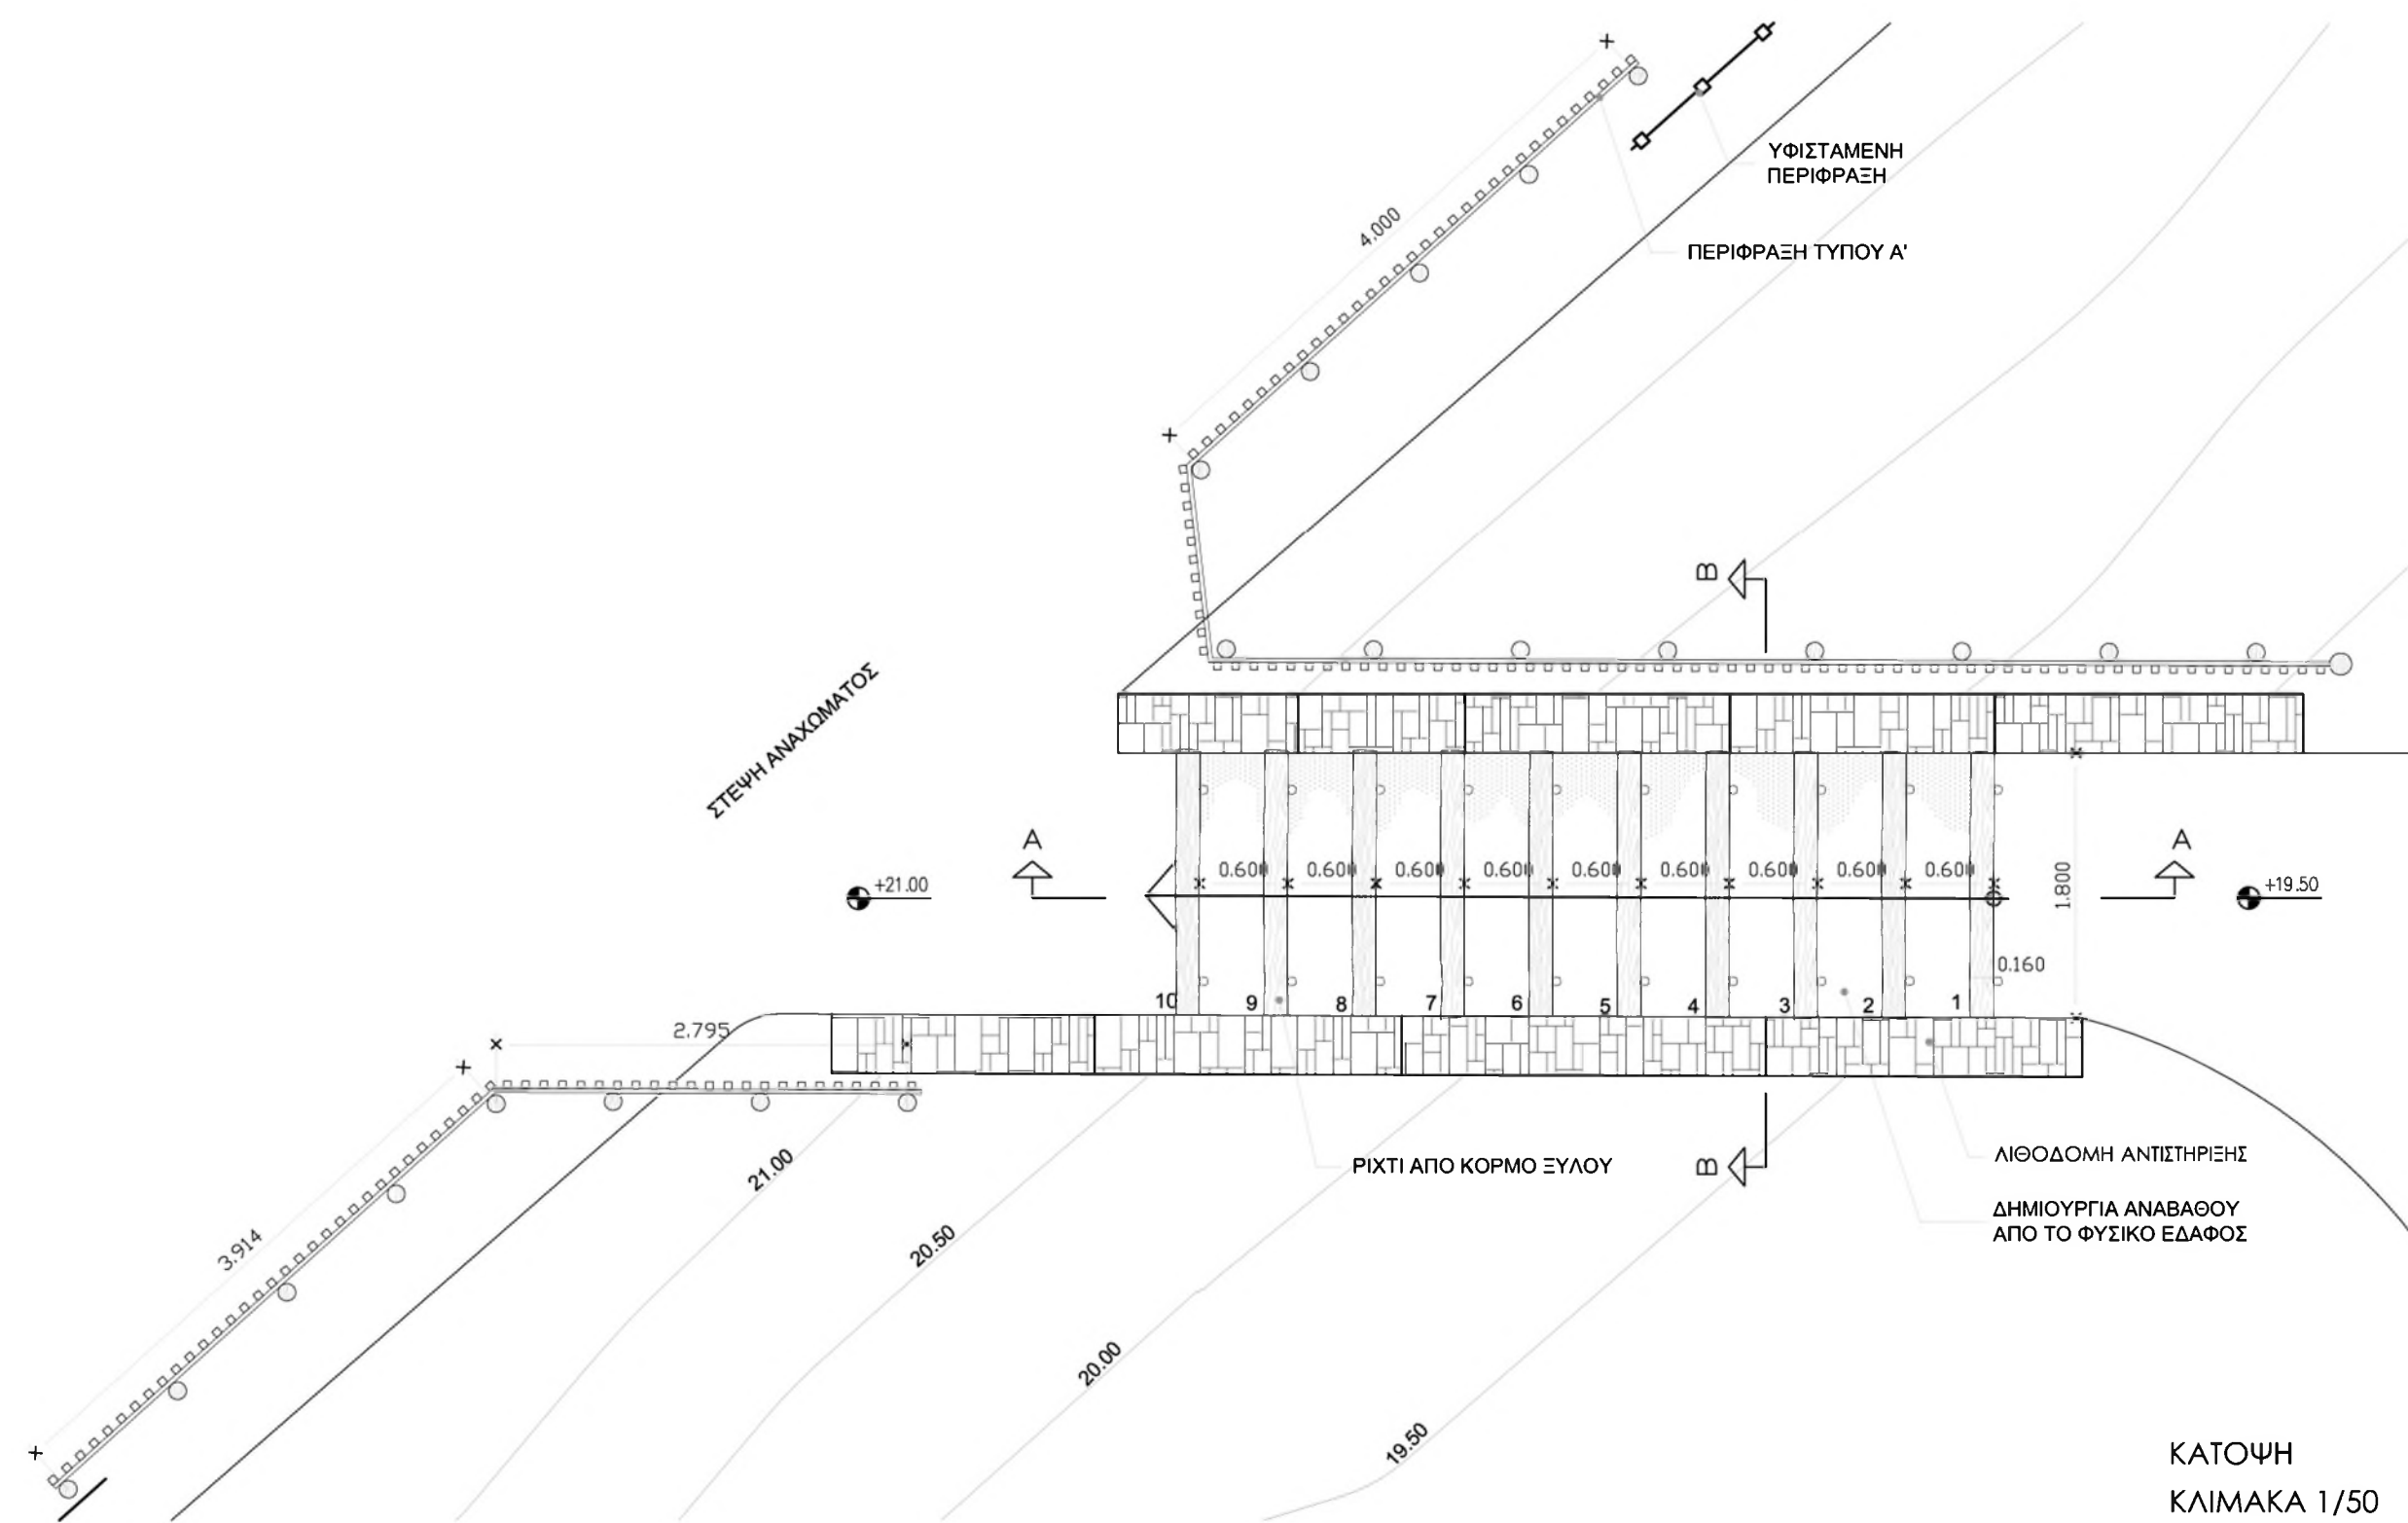 ΥΦΙΣΤΑΜΕΝΗ
ΠΕΡΙΦΡΑΞΗ
4.000
ΠΕΡΙΦΡΑΞΗ ΤΥΠΟΥ Α'
B
ΣΤΕΨΗ ΑΝΑΧΩΜΑΤΟΣ
A
A
0.600 0.600 0.600 0.600 0.600 0.600 0.600 0.600 0.600
+21.00
1.800
+19.50
0.160
10 9 8 7 6 5 4 3 2 1
2.795
21.00
ΡΙΧΤΙ ΑΠΟ ΚΟΡΜΟ ΞΥΛΟΥ
B
ΛΙΘΟΔΟΜΗ ΑΝΤΙΣΤΗΡΙΞΗΣ
ΔΗΜΙΟΥΡΓΙΑ ΑΝΑΒΑΘΟΥ
ΑΠΟ ΤΟ ΦΥΣΙΚΟ ΕΔΑΦΟΣ
3.914
20.50
20.00
19.50
ΚΑΤΟΨΗ
ΚΛΙΜΑΚΑ 1/50